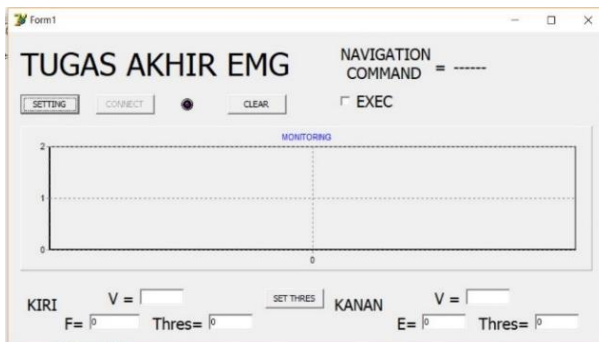 Form1
TUGAS AKHIR EMG
NAVIGATION
COMMAND = ------
SETTING CONNECT CLEAR EXEC
MONITORING
2
1
0
0
KIRI V =
F= 0 Thres= 0
SET THRES
KANAN V =
E= 0 Thres= 0